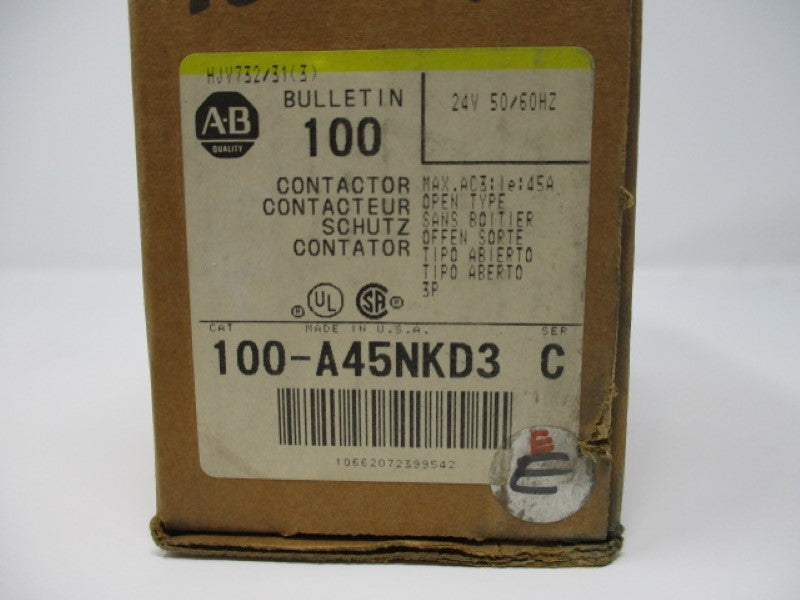 HJV732/31(3)
A-B
QUALITY
BULLETIN
100
24V 50/60HZ
CONTACTOR
CONTACTEUR
SCHUTZ
CONTATOR
MAX.AC3:Ie:45A
OPEN TYPE
SANS BOITIER
OFFEN SORTE
TIPO ABIERTO
TIPO ABERTO
3P
® UL SA ®
CAT MADE IN U.S.A. SER
100-A45NKD3 C
10662072399542
E
E